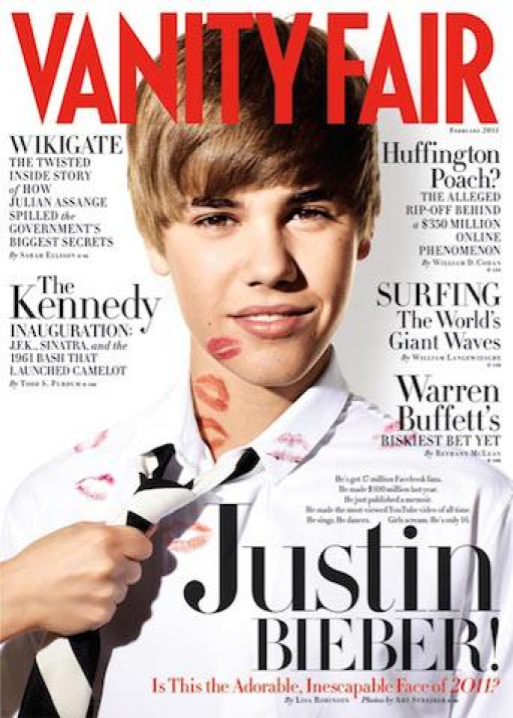 VANITY FAIR
FEBRUARY 2011
WIKIGATE
THE TWISTED
INSIDE STORY
of HOW
JULIAN ASSANGE
SPILLED the
GOVERNMENT'S
BIGGEST SECRETS
By SARAH ELLISON
The
Kennedy
INAUGURATION:
J.F.K., SINATRA, and the
1961 BASH THAT
LAUNCHED CAMELOT
By TODD S. PURDUM
Huffington
Poach?
THE ALLEGED
RIP-OFF BEHIND
a $350 MILLION
ONLINE
PHENOMENON
By WILLIAM D. COHAN
SURFING
The World's
Giant Waves
By WILLIAM LANGEWIESCHE
Warren
Buffett's
RISKIEST BET YET
By BETHANY McLEAN
He's got 17 million Facebook fans.
He made $100 million last year.
He just published a memoir.
He made the most-viewed YouTube video of all time.
He sings. He dances. Girls scream. He's only 16.
Justin
BIEBER!
Is This the Adorable, Inescapable Face of 2011?
By LISA ROBINSON Photos by ART STREIBER